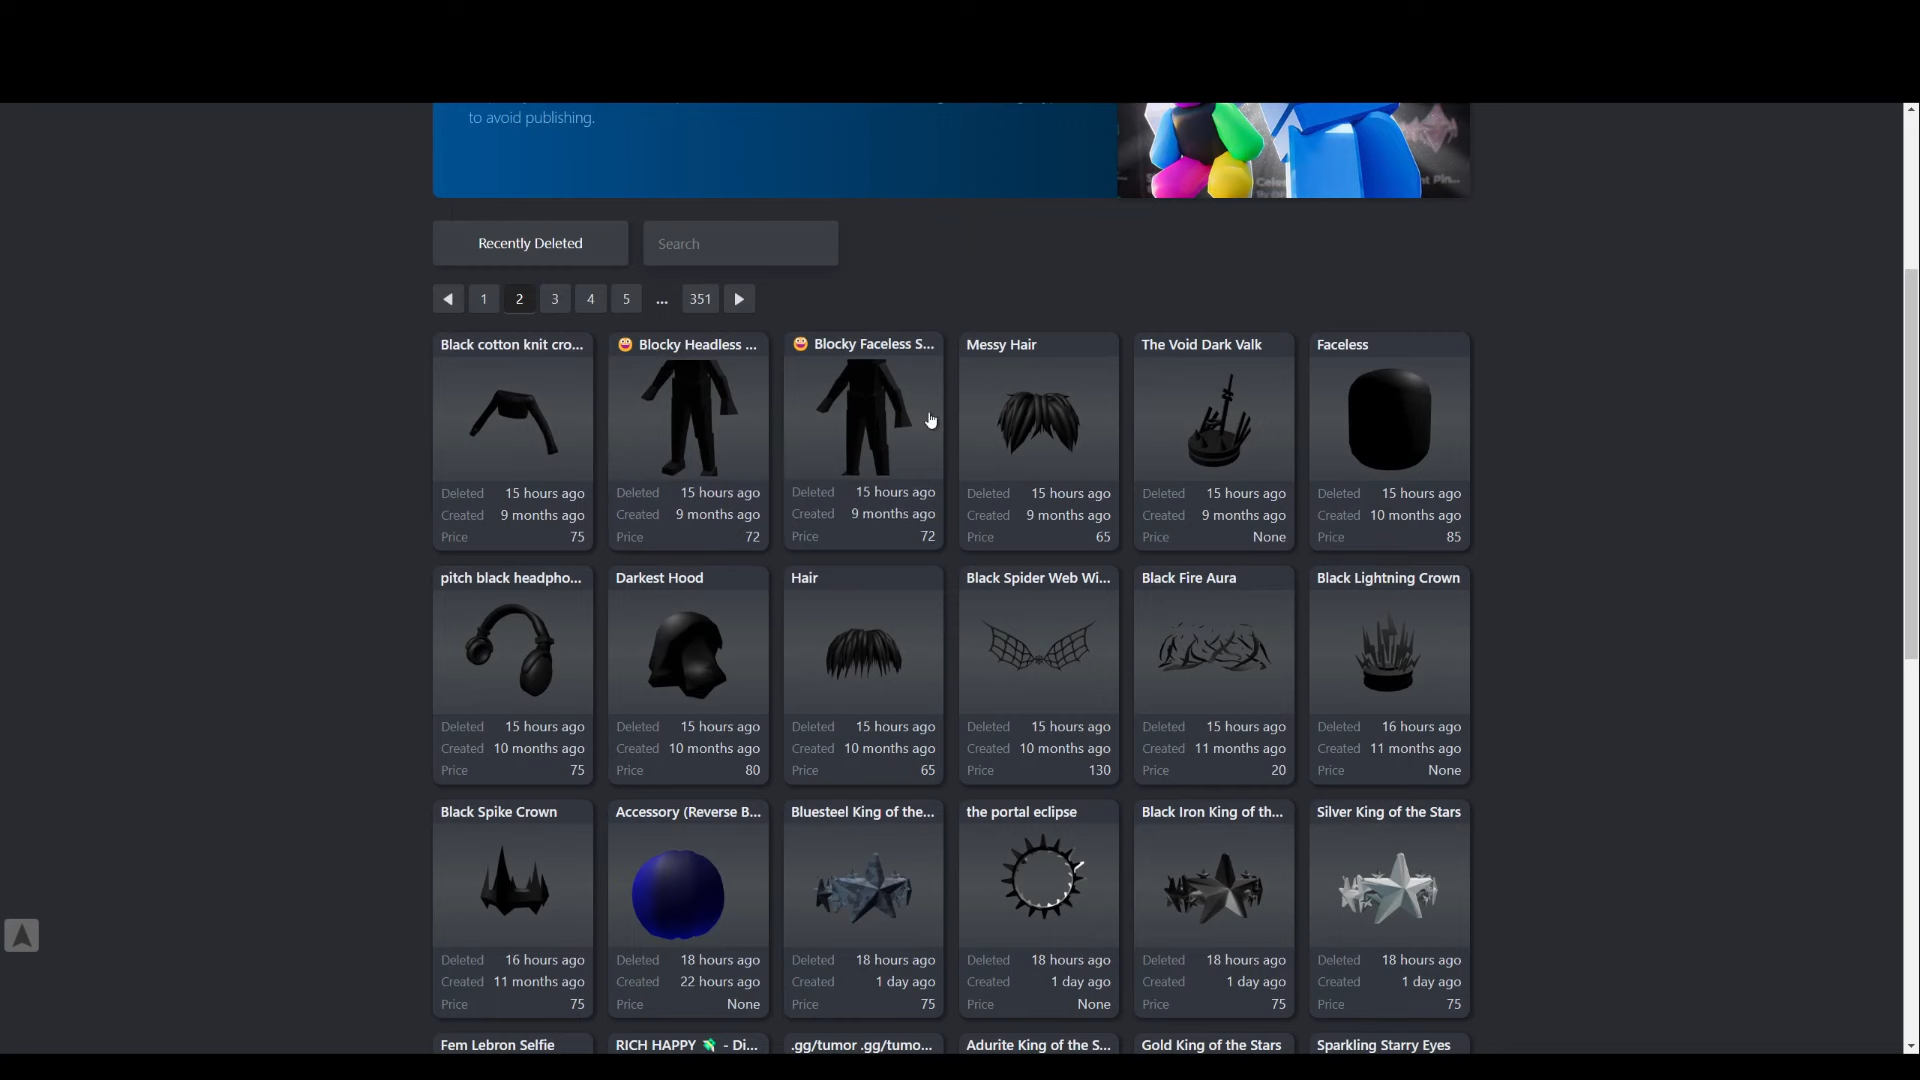 to avoid publishing.
Recently Deleted
Search
1 2 3 4 5 ... 351
Black cotton knit cro...
Deleted 15 hours ago
Created 9 months ago
Price 75
Blocky Headless ...
Deleted 15 hours ago
Created 9 months ago
Price 72
Blocky Faceless S...
Deleted 15 hours ago
Created 9 months ago
Price 72
Messy Hair
Deleted 15 hours ago
Created 9 months ago
Price 65
The Void Dark Valk
Deleted 15 hours ago
Created 9 months ago
Price None
Faceless
Deleted 15 hours ago
Created 10 months ago
Price 85
pitch black headpho...
Deleted 15 hours ago
Created 10 months ago
Price 75
Darkest Hood
Deleted 15 hours ago
Created 10 months ago
Price 80
Hair
Deleted 15 hours ago
Created 10 months ago
Price 65
Black Spider Web Wi...
Deleted 15 hours ago
Created 10 months ago
Price 130
Black Fire Aura
Deleted 15 hours ago
Created 11 months ago
Price 20
Black Lightning Crown
Deleted 16 hours ago
Created 11 months ago
Price None
Black Spike Crown
Deleted 16 hours ago
Created 11 months ago
Price 75
Accessory (Reverse B...
Deleted 18 hours ago
Created 22 hours ago
Price None
Bluesteel King of the...
Deleted 18 hours ago
Created 1 day ago
Price 75
the portal eclipse
Deleted 18 hours ago
Created 1 day ago
Price None
Black Iron King of th...
Deleted 18 hours ago
Created 1 day ago
Price 75
Silver King of the Stars
Deleted 18 hours ago
Created 1 day ago
Price 75
Fem Lebron Selfie
RICH HAPPY 💸 - Di...
.gg/tumor .gg/tumo...
Adurite King of the S...
Gold King of the Stars
Sparkling Starry Eyes